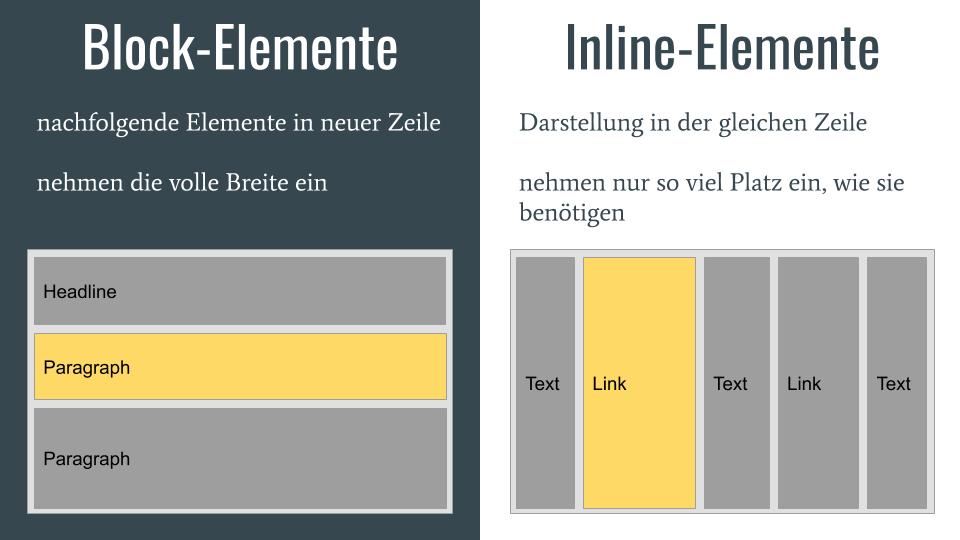 Block-Elemente
nachfolgende Elemente in neuer Zeile
nehmen die volle Breite ein
Headline
Paragraph
Paragraph
Inline-Elemente
Darstellung in der gleichen Zeile
nehmen nur so viel Platz ein, wie sie
benötigen
Text Link Text Link Text